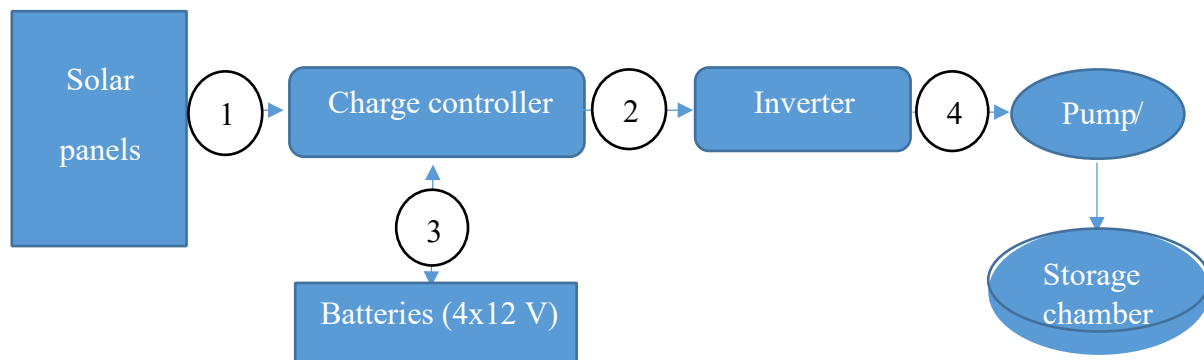 Solar
panels
1
Charge controller
2
Inverter
4
Pump/
3
Batteries (4x12 V)
Storage
chamber